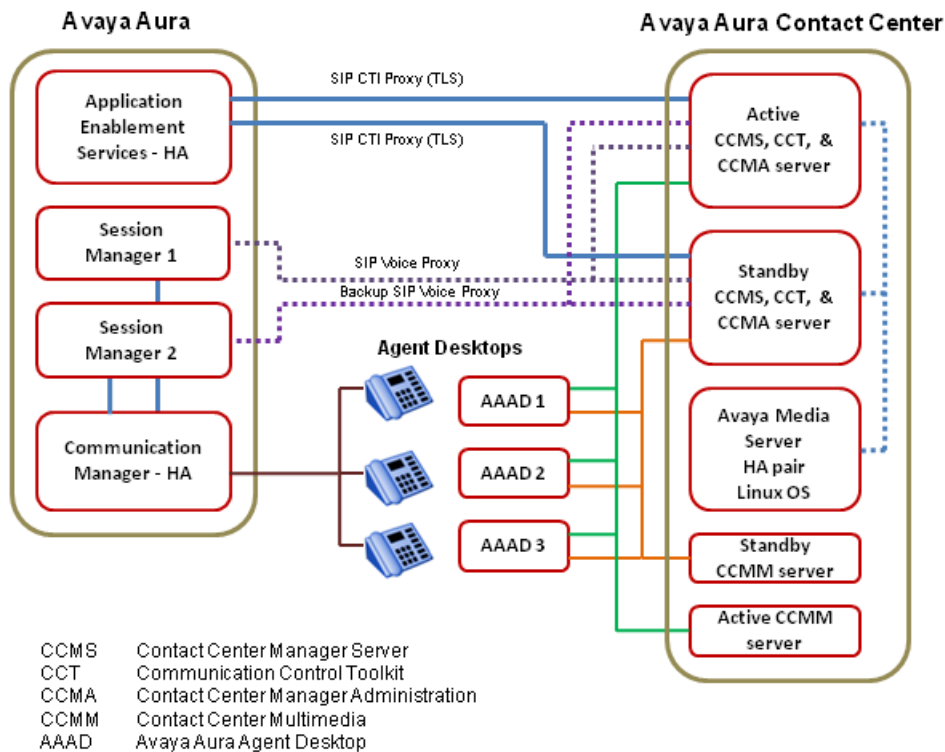 Avaya Aura
Avaya Aura Contact Center
Application
Enablement
Services - HA
SIP CTI Proxy (TLS)
SIP CTI Proxy (TLS)
Active
CCMS, CCT, &
CCMA server
Session
Manager 1
SIP Voice Proxy
Standby
CCMS, CCT, &
CCMA server
Session
Manager 2
Backup SIP Voice Proxy
Agent Desktops
Communication
Manager - HA
AAAD 1
AAAD 2
AAAD 3
Avaya Media
Server
HA pair
Linux OS
Standby
CCMM server
Active CCMM
server
CCMS Contact Center Manager Server
CCT Communication Control Toolkit
CCMA Contact Center Manager Administration
CCMM Contact Center Multimedia
AAAD Avaya Aura Agent Desktop